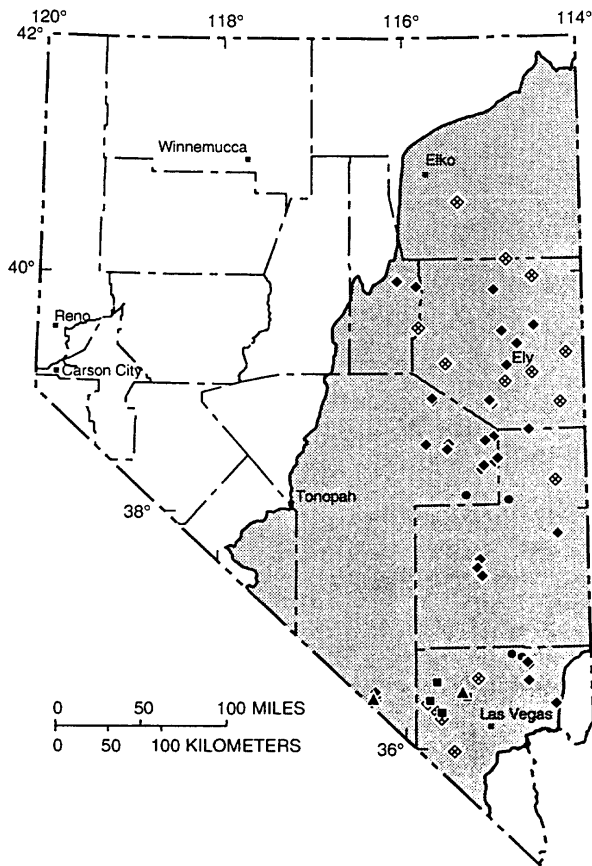 120° 118° 116° 114°
42°
Winnemucca
Elko
40°
Reno
Ely
Carson City
Tonopah
38°
0 50 100 MILES
0 50 100 KILOMETERS
Las Vegas
36°